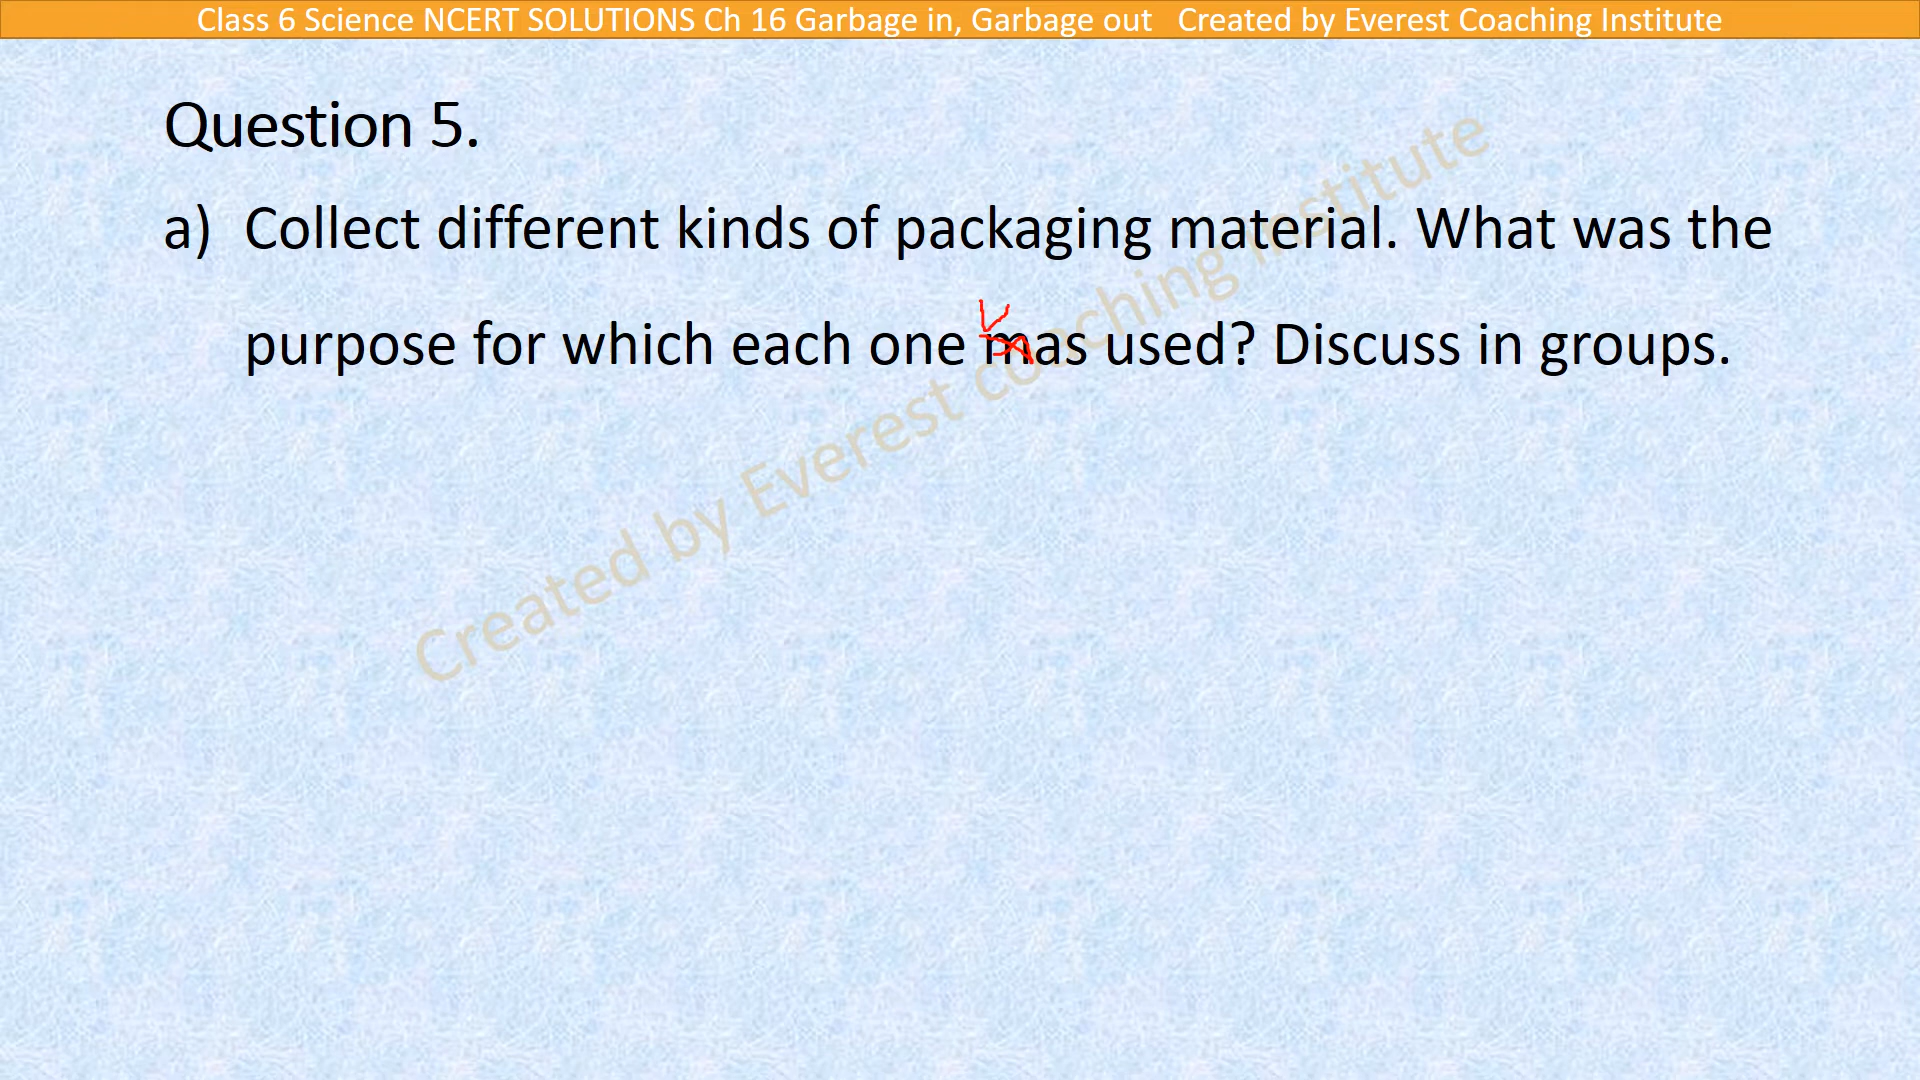 Class 6 Science NCERT SOLUTIONS Ch 16 Garbage in, Garbage out Created by Everest Coaching Institute
Question 5.
a) Collect different kinds of packaging material. What was the
purpose for which each one mas used? Discuss in groups.
Created by Everest coaching institute